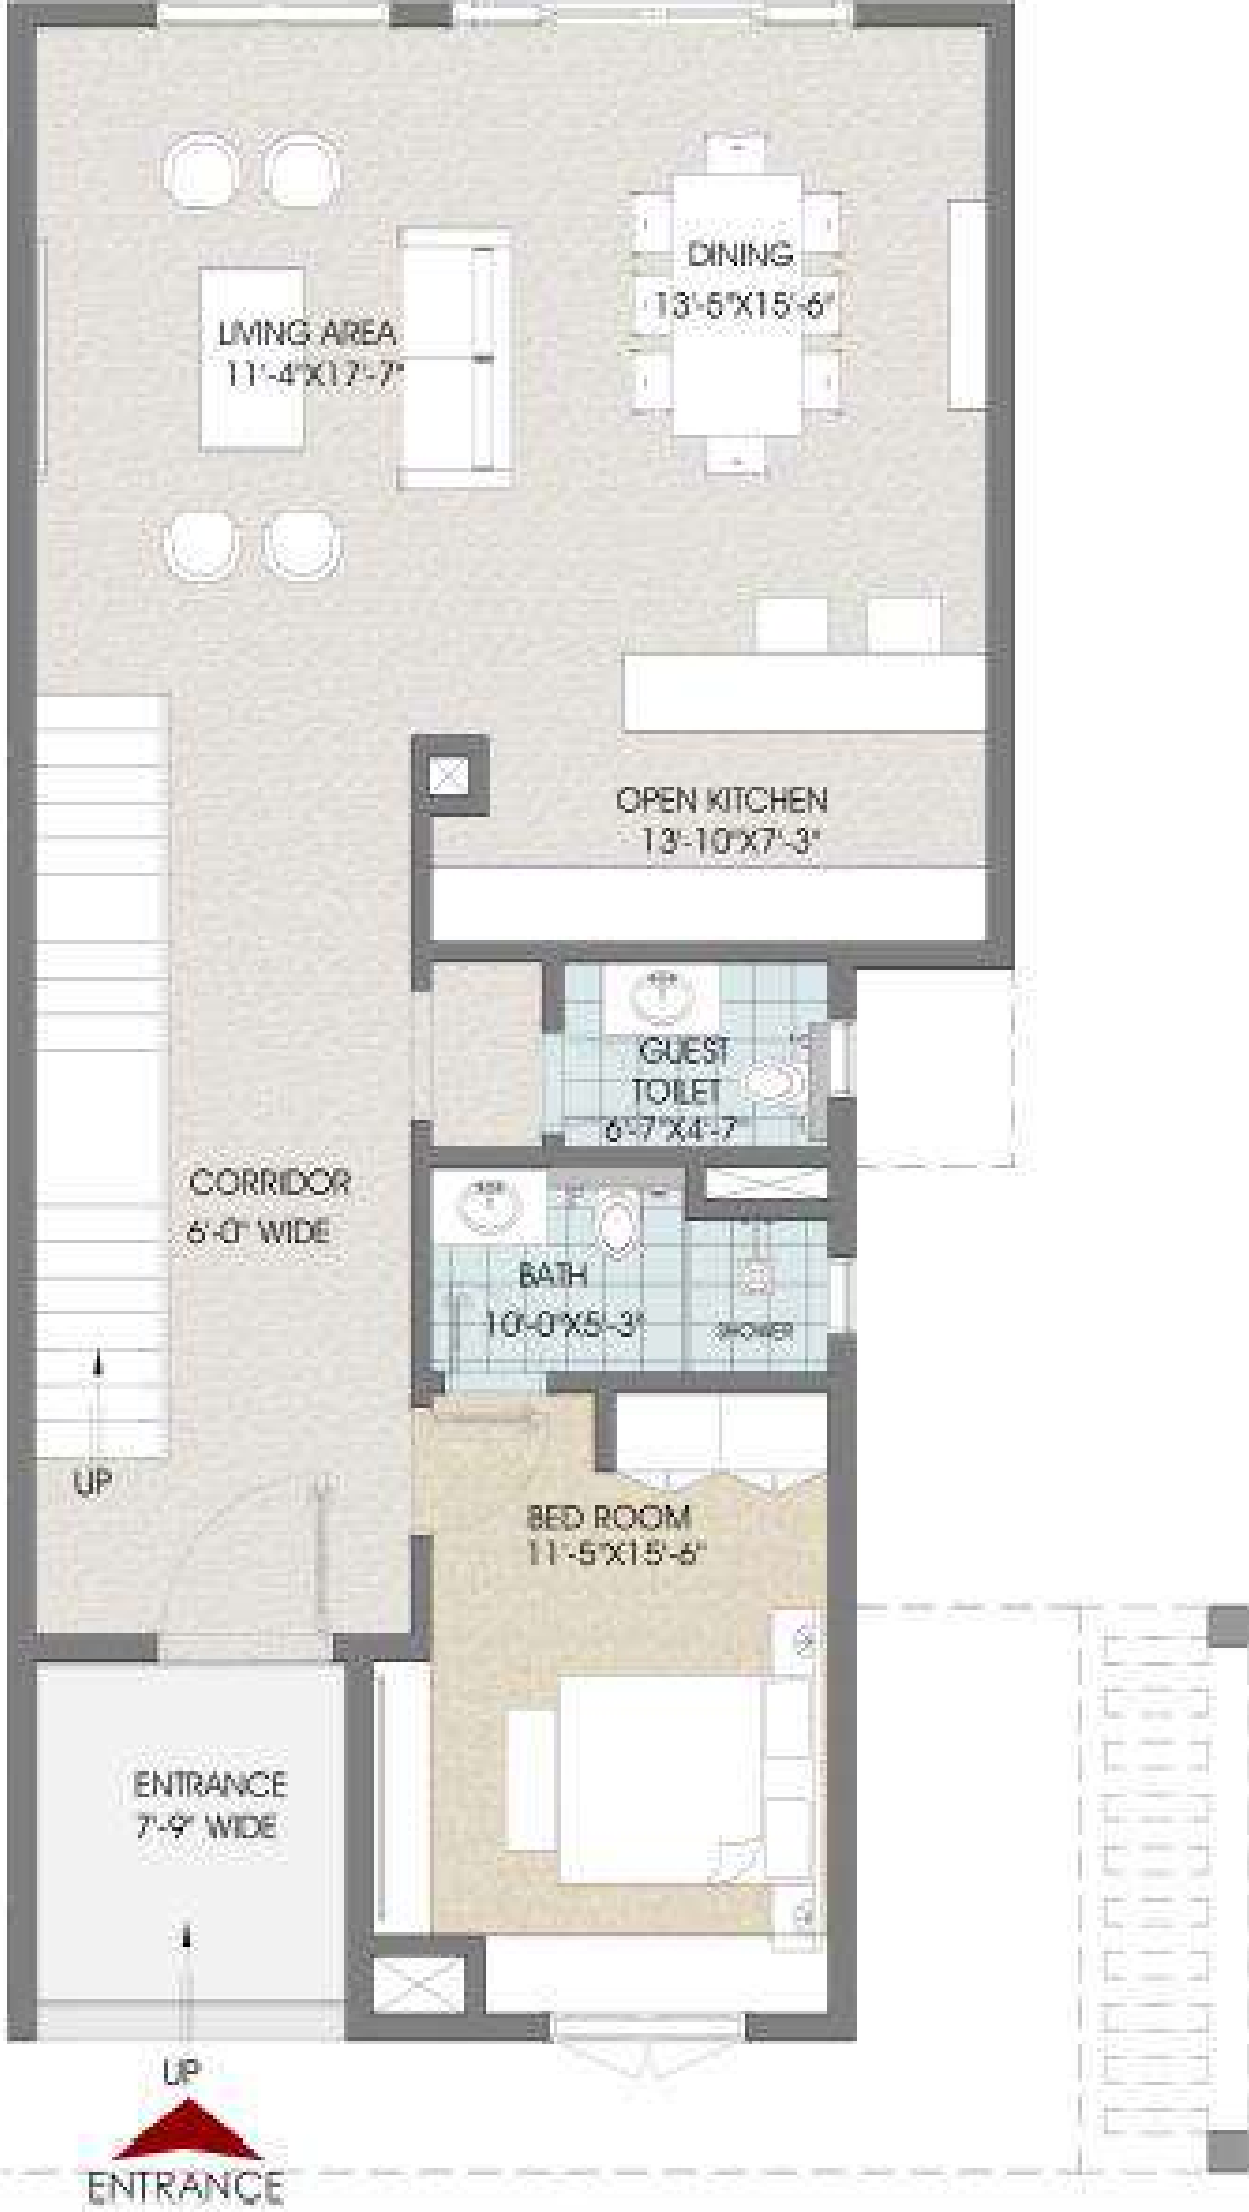 DINING
13'-5"X15'-6"
LIVING AREA
11'-4"X17'-7"
OPEN KITCHEN
13'-10"X7'-3"
GUEST
TOILET
6'-7"X4'-7"
CORRIDOR
6'-0" WIDE
BATH
10'-0"X5'-3"
SHOWER
UP
BED ROOM
11'-5"X15'-6"
ENTRANCE
7'-9" WIDE
UP
ENTRANCE